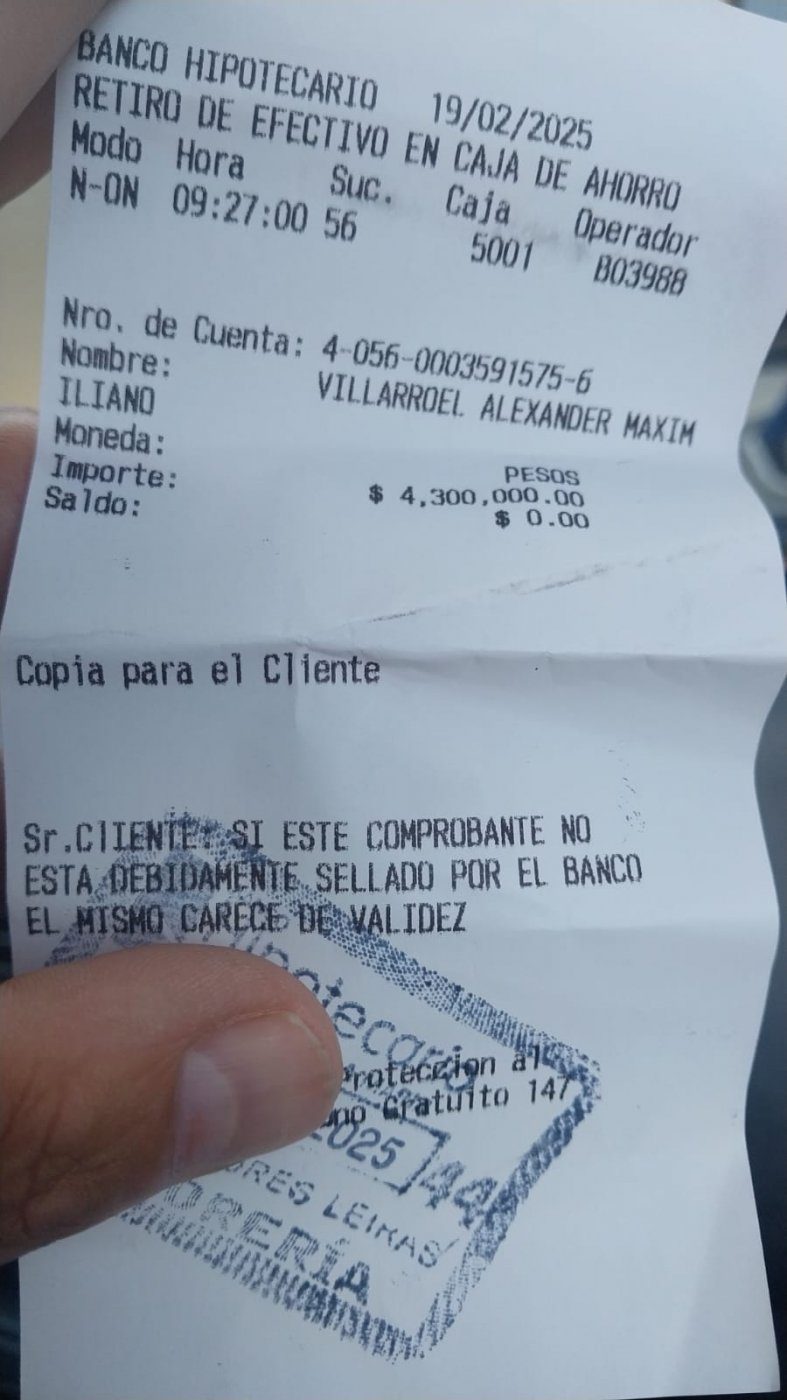 BANCO HIPOTECARIO 19/02/2025
RETIRO DE EFECTIVO EN CAJA DE AHORRO
Modo Hora Suc. Caja Operador
N-ON 09:27:00 56 5001 B03988
Nro. de Cuenta: 4-056-0003591575-6
Nombre: VILLARROEL ALEXANDER MAXIM
ILIANO
Moneda: PESOS
Importe: $ 4,300,000.00
Saldo: $ 0.00
Copia para el Cliente
Sr.ClIENTE: SI ESTE COMPROBANTE NO
ESTA DEBIDAMENTE SELLADO POR EL BANCO
EL MISMO CARECE DE VALIDEZ
Hipotecario
Proteccion al
Gratuito 147
2025 44
LEIRAS